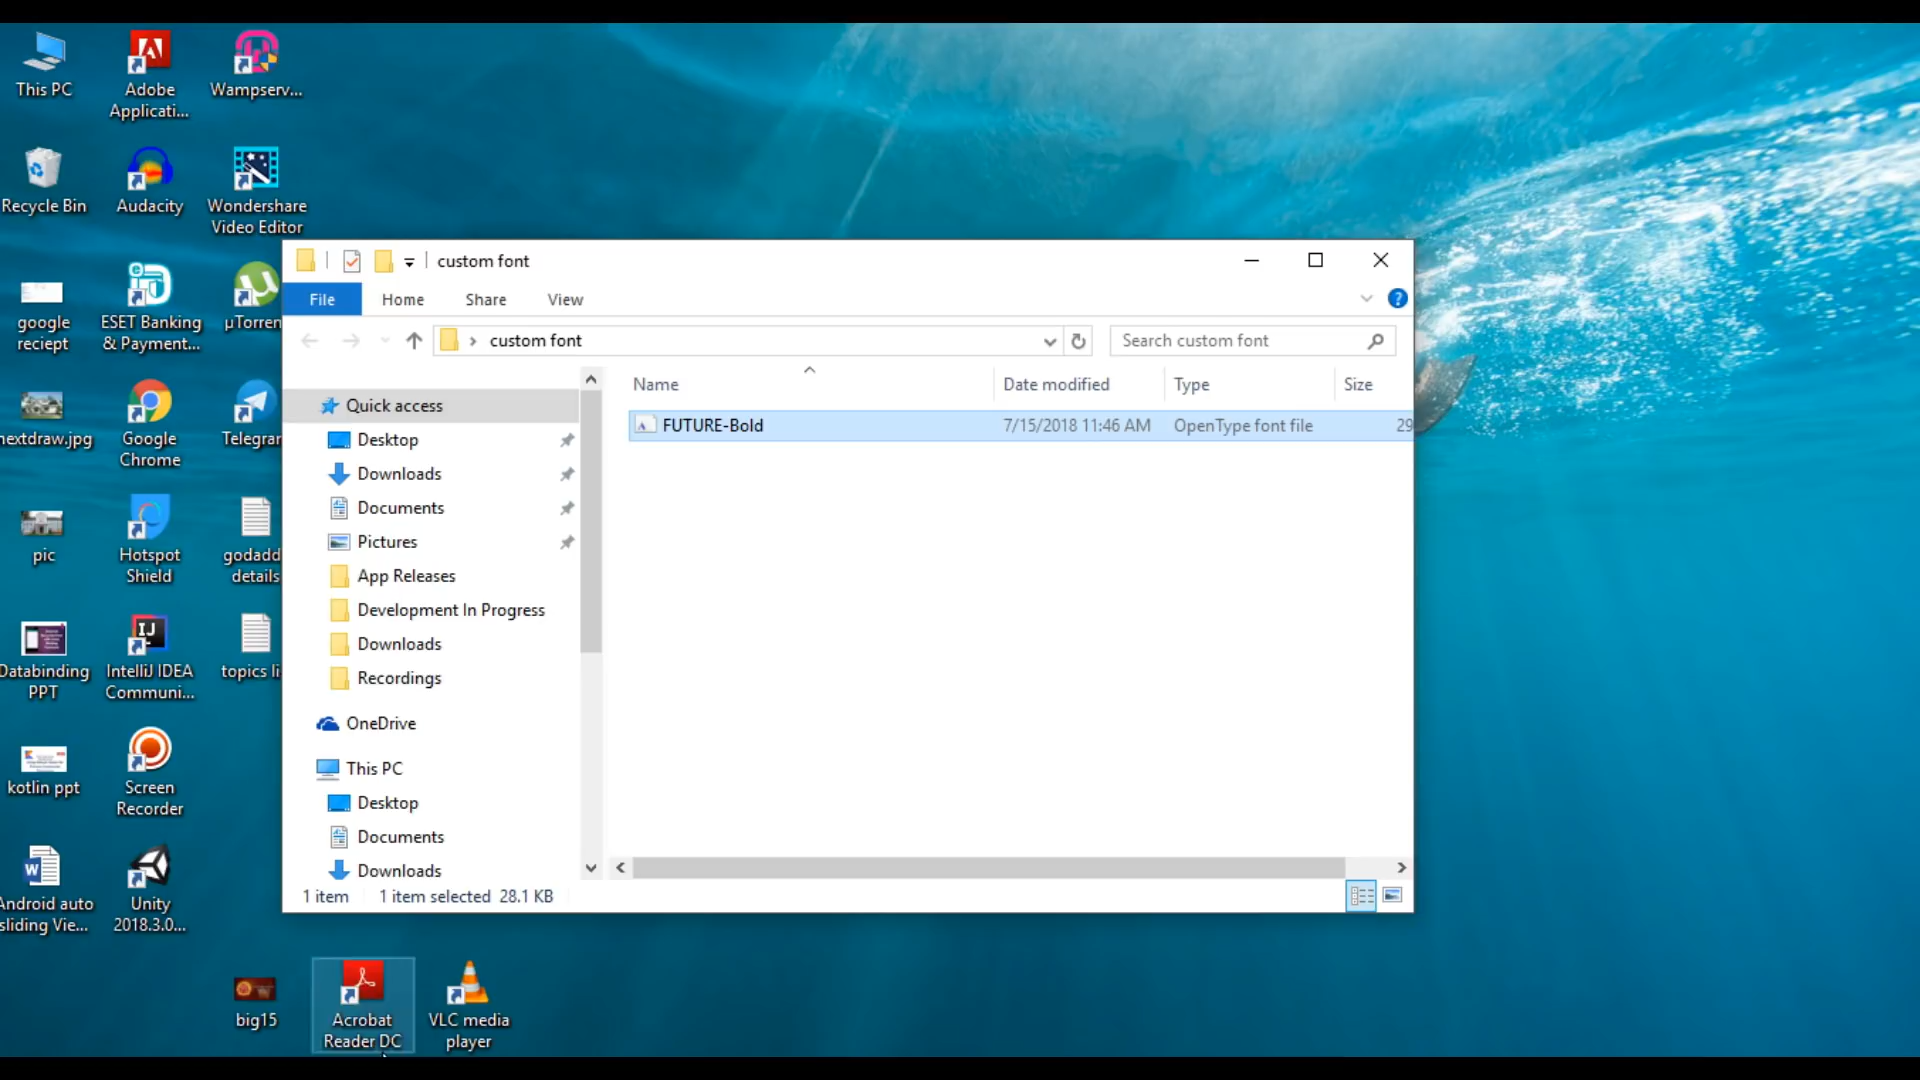 This PC
Adobe
Applicati...
Wampserv...
Recycle Bin
Audacity
Wondershare
Video Editor
google
reciept
ESET Banking
& Payment...
µTorren
nextdraw.jpg
Google
Chrome
Telegrar
pic
Hotspot
Shield
godadd
details
Databinding
PPT
IntelliJ IDEA
Communi...
topics li
kotlin ppt
Screen
Recorder
Android auto
sliding Vie...
Unity
2018.3.0...
big15
Acrobat
Reader DC
VLC media
player
custom font
File
Home
Share
View
custom font
Search custom font
Name
Date modified
Type
Size
FUTURE-Bold
7/15/2018 11:46 AM
OpenType font file
29
Quick access
Desktop
Downloads
Documents
Pictures
App Releases
Development In Progress
Downloads
Recordings
OneDrive
This PC
Desktop
Documents
Downloads
1 item
1 item selected 28.1 KB